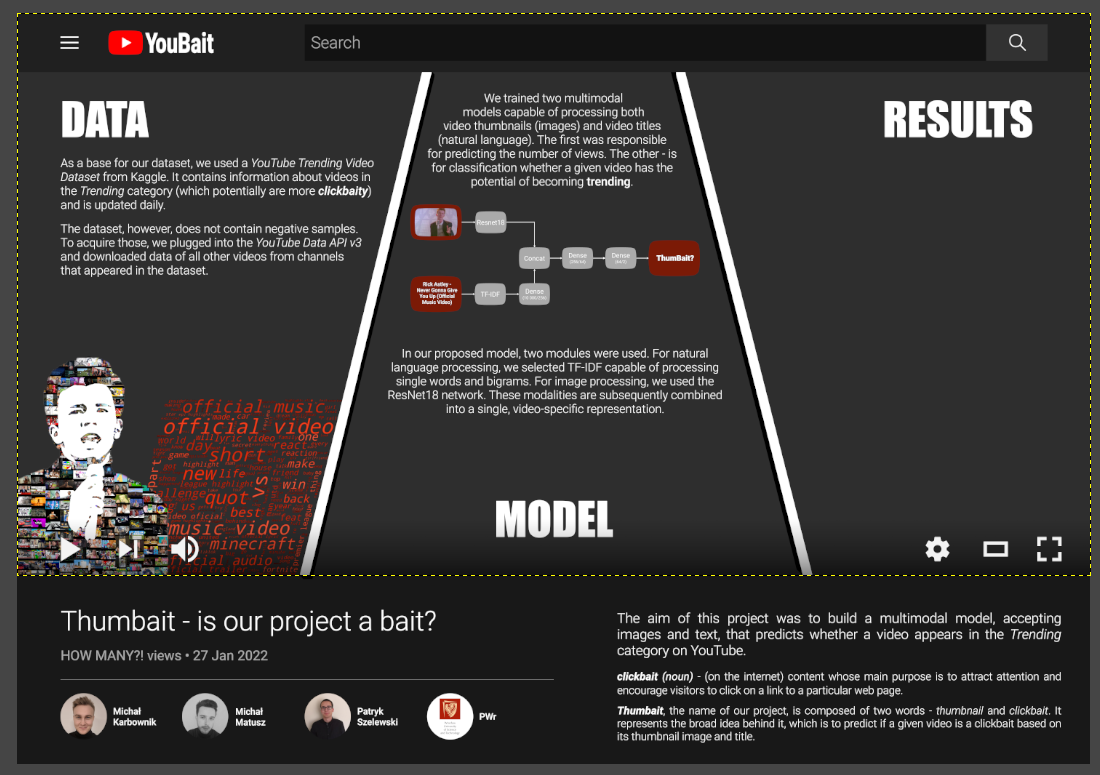 YouBait
Search
DATA
As a base for our dataset, we used a YouTube Trending Video
Dataset from Kaggle. It contains information about videos in
the Trending category (which potentially are more clickbaity)
and is updated daily.
The dataset, however, does not contain negative samples.
To acquire those, we plugged into the YouTube Data API v3
and downloaded data of all other videos from channels
that appeared in the dataset.
official music
official video
lyric video
one
day
short
react
reaction
game
make
highlight
new life
vs
win
part
quot
back
best
music video
minecraft
official audio
We trained two multimodal
models capable of processing both
video thumbnails (images) and video titles
(natural language). The first was responsible
for predicting the number of views. The other - is
for classification whether a given video has the
potential of becoming trending.
Resnet18
Concat
Dense
Dense
ThumBait?
Rick Astley -
Never Gonna Give
You Up (Official
Music Video)
TF-IDF
Dense
In our proposed model, two modules were used. For natural
language processing, we selected TF-IDF capable of processing
single words and bigrams. For image processing, we used the
ResNet18 network. These modalities are subsequently combined
into a single, video-specific representation.
MODEL
RESULTS
Thumbait - is our project a bait?
HOW MANY?! views • 27 Jan 2022
Michał
Karbownik
Michał
Matusz
Patryk
Szelewski
PWr
The aim of this project was to build a multimodal model, accepting
images and text, that predicts whether a video appears in the Trending
category on YouTube.
clickbait (noun) - (on the internet) content whose main purpose is to attract attention and
encourage visitors to click on a link to a particular web page.
Thumbait, the name of our project, is composed of two words - thumbnail and clickbait. It
represents the broad idea behind it, which is to predict if a given video is a clickbait based on
its thumbnail image and title.